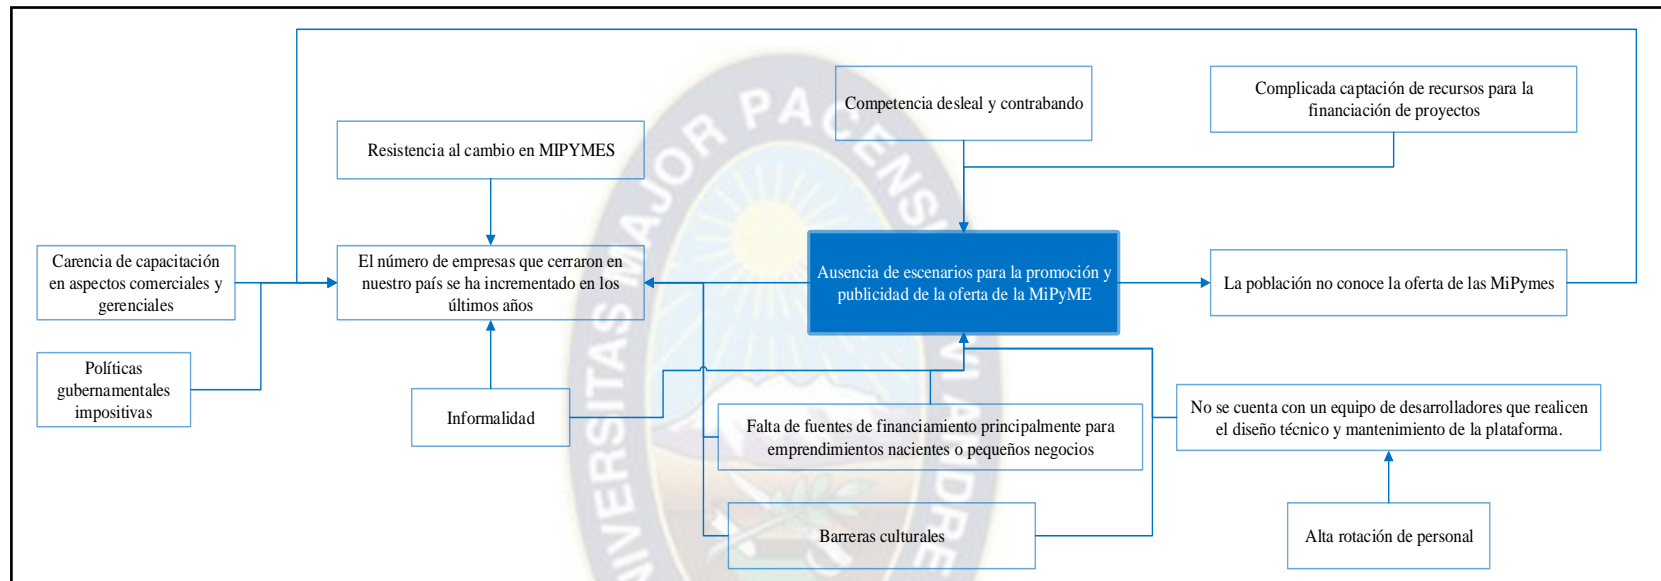 Competencia desleal y contrabando
Complicada captación de recursos para la
financiación de proyectos
Resistencia al cambio en MIPYMES
Carencia de capacitación
en aspectos comerciales y
gerenciales
El número de empresas que cerraron en
nuestro país se ha incrementado en los
últimos años
Ausencia de escenarios para la promoción y
publicidad de la oferta de la MiPyME
La población no conoce la oferta de las MiPymes
Políticas
gubernamentales
impositivas
Informalidad
Falta de fuentes de financiamiento principalmente para
emprendimientos nacientes o pequeños negocios
No se cuenta con un equipo de desarrolladores que realicen
el diseño técnico y mantenimiento de la plataforma.
Barreras culturales
Alta rotación de personal
UNIVERSITAS MAJOR PACENSIS